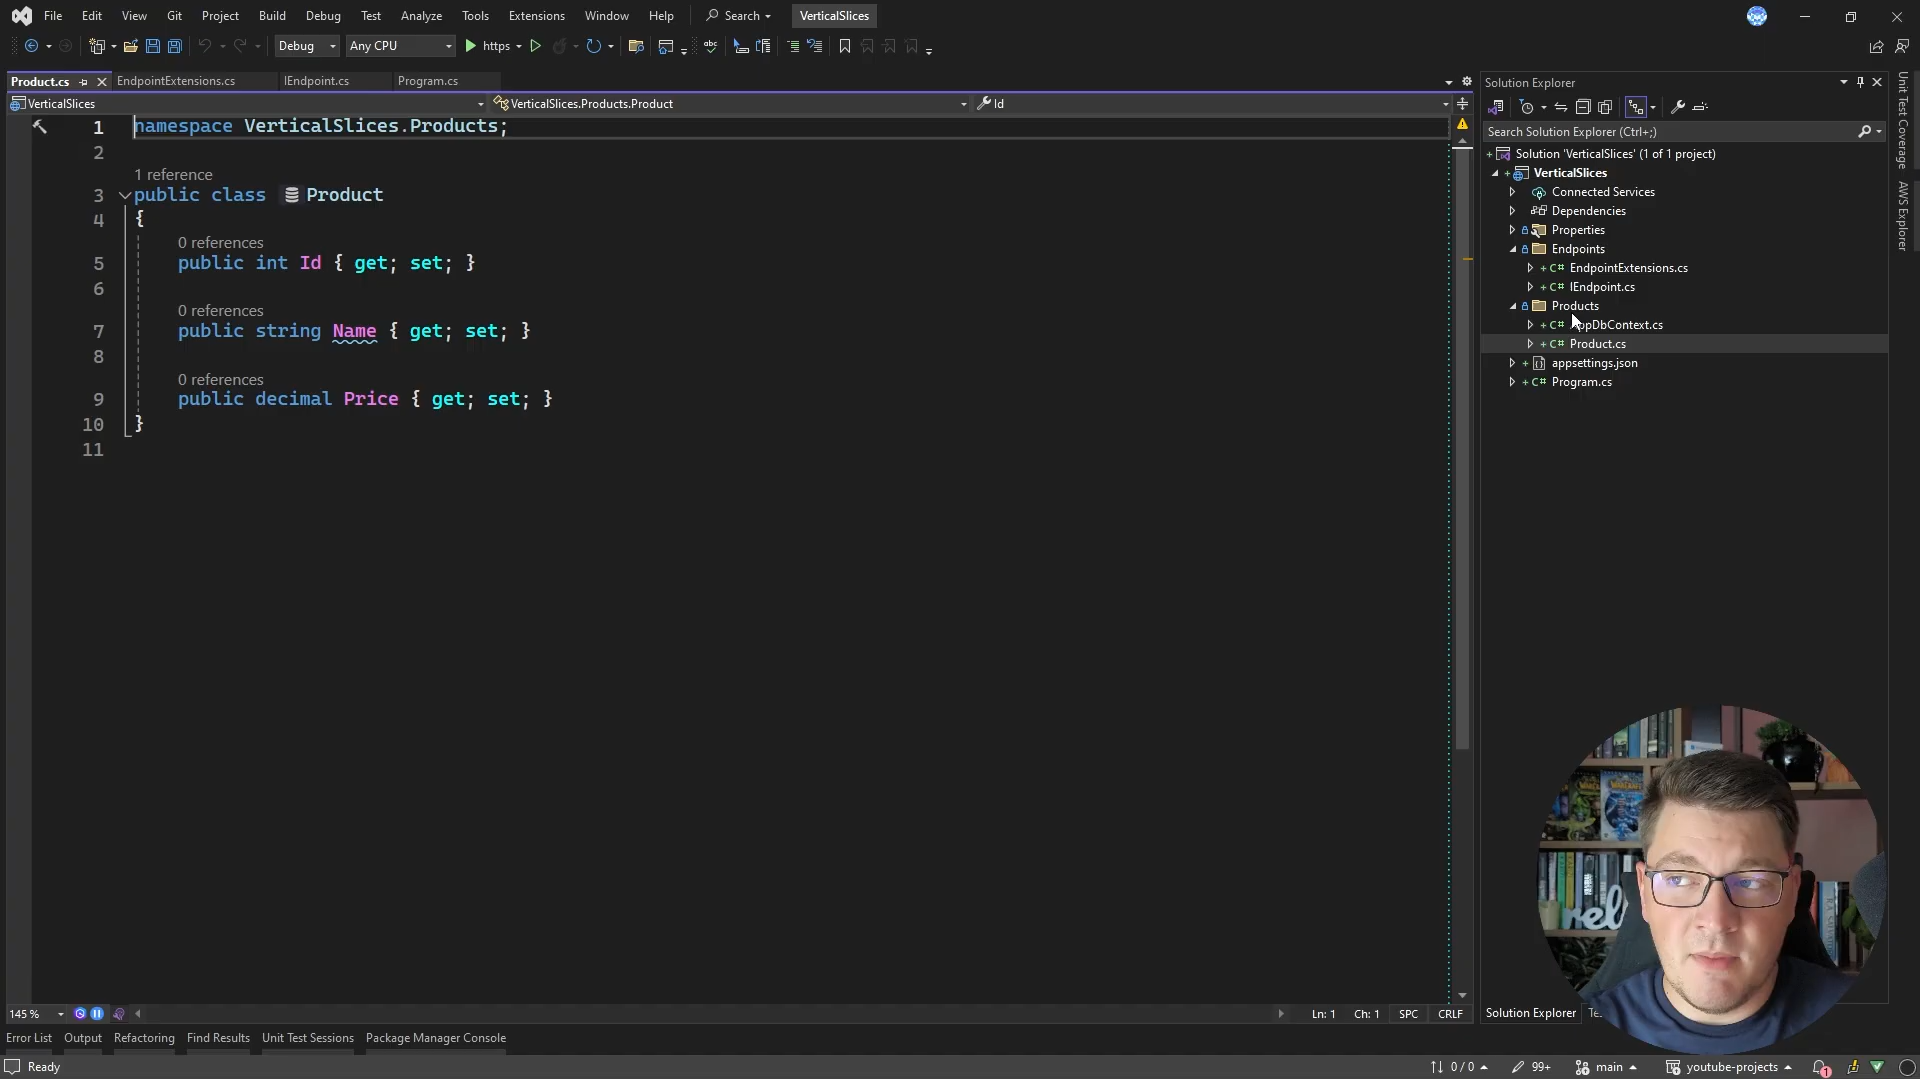 File Edit View Git Project Build Debug Test Analyze Tools Extensions Window Help Search VerticalSlices
Debug Any CPU https
Product.cs EndpointExtensions.cs IEndpoint.cs Program.cs
VerticalSlices VerticalSlices.Products.Product Id
1 namespace VerticalSlices.Products;
2
1 reference
3 public class Product
4 {
0 references
5 public int Id { get; set; }
6
0 references
7 public string Name { get; set; }
8
0 references
9 public decimal Price { get; set; }
10 }
11
145 % Ln: 1 Ch: 1 SPC CRLF
Error List Output Refactoring Find Results Unit Test Sessions Package Manager Console
Ready 0 / 0 99+ main youtube-projects 1
Solution Explorer
Search Solution Explorer (Ctrl+;)
Solution 'VerticalSlices' (1 of 1 project)
VerticalSlices
Connected Services
Dependencies
Properties
Endpoints
C# EndpointExtensions.cs
C# IEndpoint.cs
Products
C# AppDbContext.cs
C# Product.cs
appsettings.json
C# Program.cs
Solution Explorer
Unit Test Coverage
AWS Explorer